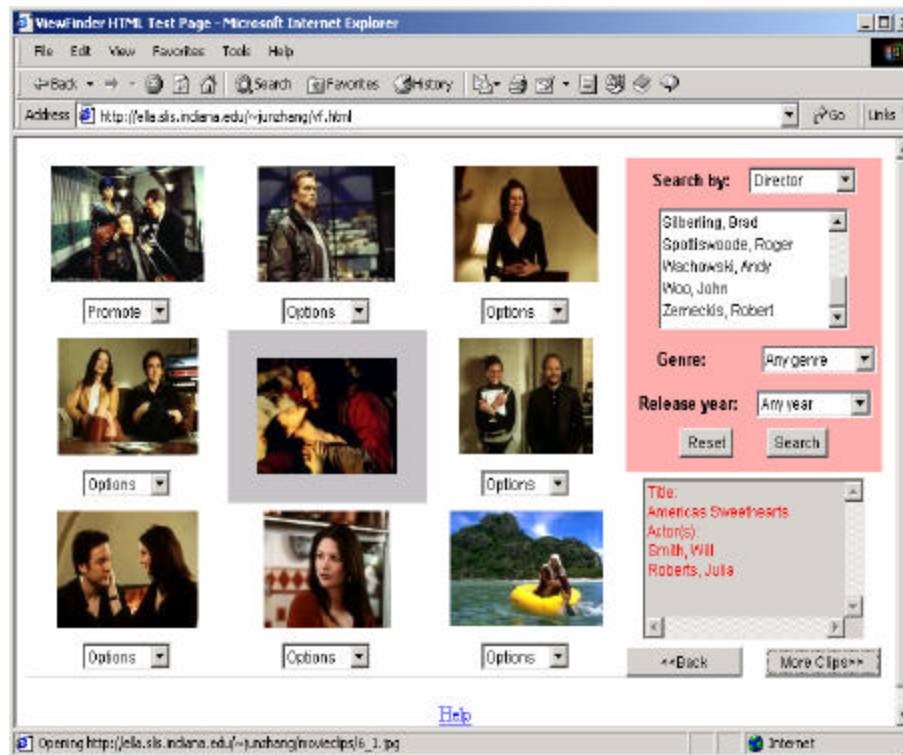 ViewFinder HTML Test Page - Microsoft Internet Explorer
File Edit View Favorites Tools Help
Back Search Favorites History
Address http://ella.slis.indiana.edu/~junzhang/vf.html Go Links
Search by: Director
Silberling, Brad
Spottiswoode, Roger
Wachowski, Andy
Woo, John
Zemeckis, Robert
Promote Options Options
Genre: Any genre
Release year: Any year
Reset Search
Options Options
Title:
Americas Sweethearts
Actor(s):
Smith, Will
Roberts, Julia
Options Options Options
<<Back More Clips>>
Help
Opening http://ella.slis.indiana.edu/~junzhang/movieclips/6_1.jpg Internet